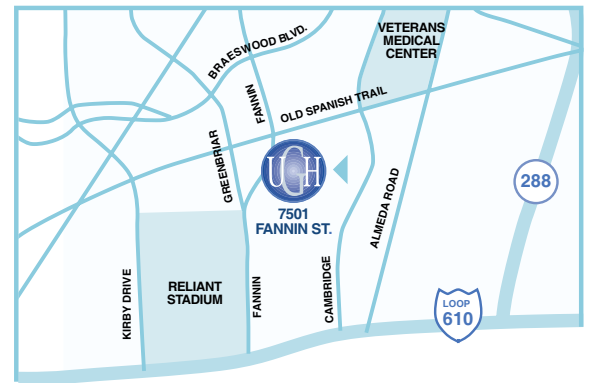 VETERANS
MEDICAL
CENTER
BRAESWOOD BLVD.
FANNIN
OLD SPANISH TRAIL
GREENBRIAR
UGH
7501
FANNIN ST.
ALMEDA ROAD
288
KIRBY DRIVE
RELIANT
STADIUM
FANNIN
CAMBRIDGE
LOOP
610